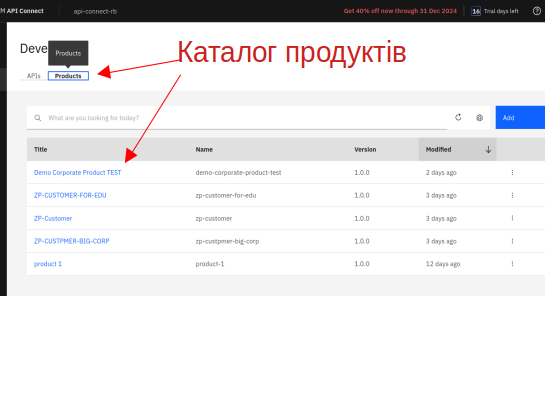 M API Connect
api-connect-rb
Get 40% off now through 31 Dec 2024
16 Trial days left
Deve
Products
Каталог продуктів
APIs
Products
What are you looking for today?
Add
Title Name Version Modified
Demo Corporate Product TEST demo-corporate-product-test 1.0.0 2 days ago
ZP-CUSTOMER-FOR-EDU zp-customer-for-edu 1.0.0 3 days ago
ZP-Customer zp-customer 1.0.0 3 days ago
ZP-CUSTPMER-BIG-CORP zp-custpmer-big-corp 1.0.0 3 days ago
product 1 product-1 1.0.0 12 days ago